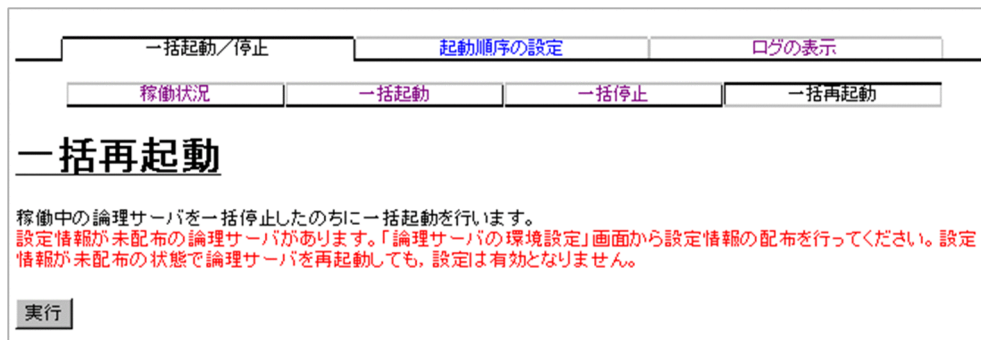 一括起動／停止 起動順序の設定 ログの表示
稼働状況 一括起動 一括停止 一括再起動
一括再起動
稼働中の論理サーバを一括停止したのちに一括起動を行います。
設定情報が未配布の論理サーバがあります。「論理サーバの環境設定」画面から設定情報の配布を行ってください。設定
情報が未配布の状態で論理サーバを再起動しても，設定は有効となりません。
実行